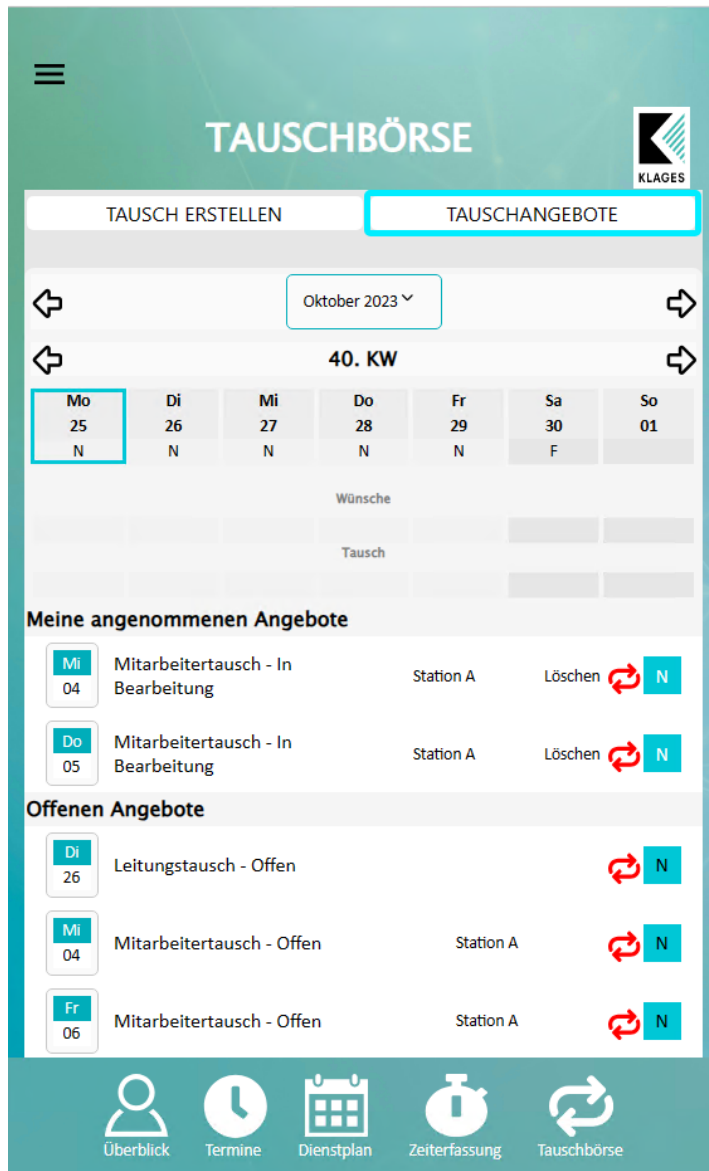 TAUSCHBÖRSE
KLAGES
TAUSCH ERSTELLEN TAUSCHANGEBOTE
Oktober 2023
40. KW
Mo Di Mi Do Fr Sa So
25 26 27 28 29 30 01
N N N N N F
Wünsche
Tausch
Meine angenommenen Angebote
Mi
04
Mitarbeitertausch - In
Bearbeitung
Station A
Löschen
N
Do
05
Mitarbeitertausch - In
Bearbeitung
Station A
Löschen
N
Offenen Angebote
Di
26
Leitungstausch - Offen
N
Mi
04
Mitarbeitertausch - Offen
Station A
N
Fr
06
Mitarbeitertausch - Offen
Station A
N
Überblick Termine Dienstplan Zeiterfassung Tauschbörse